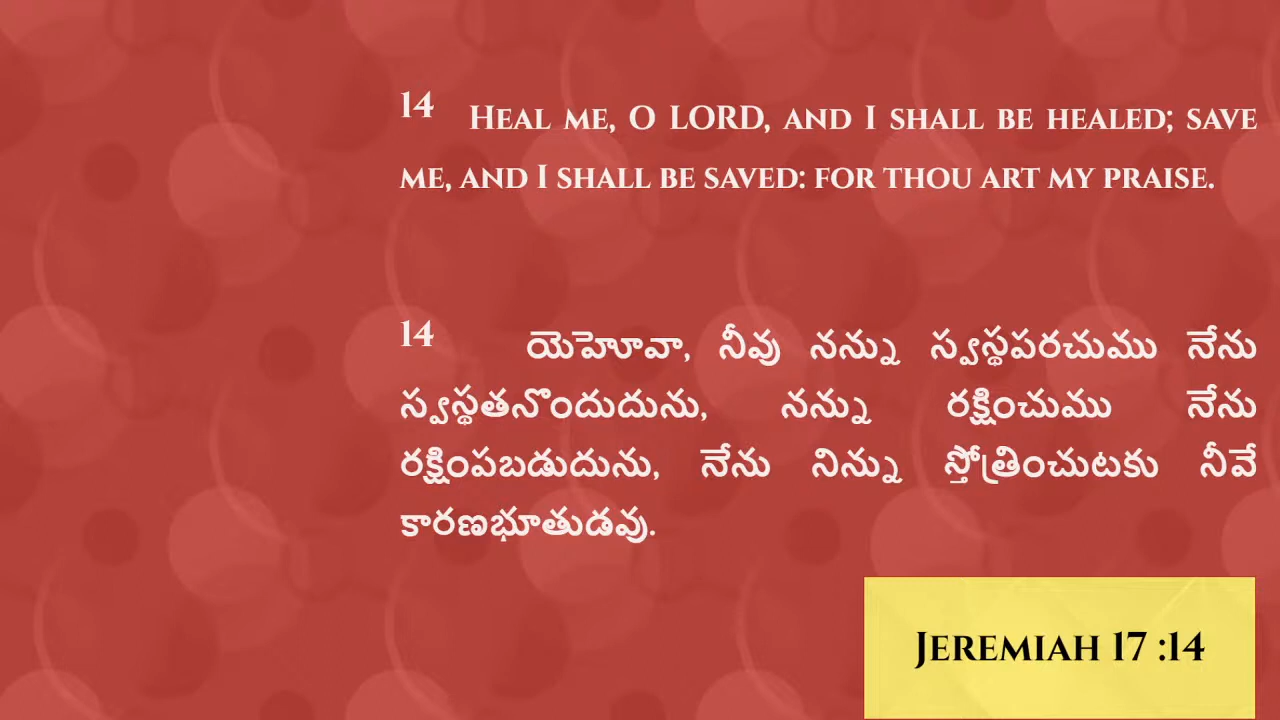 14 Heal me, O LORD, and I shall be healed; save
me, and I shall be saved: for thou art my praise.
14 యెహోవా, నీవు నన్ను స్వస్థపరచుము నేను
స్వస్థతనొందుదును, నన్ను రక్షించుము నేను
రక్షింపబడుదును, నేను నిన్ను స్తోత్రించుటకు నీవే
కారణభూతుడవు.
Jeremiah 17 :14